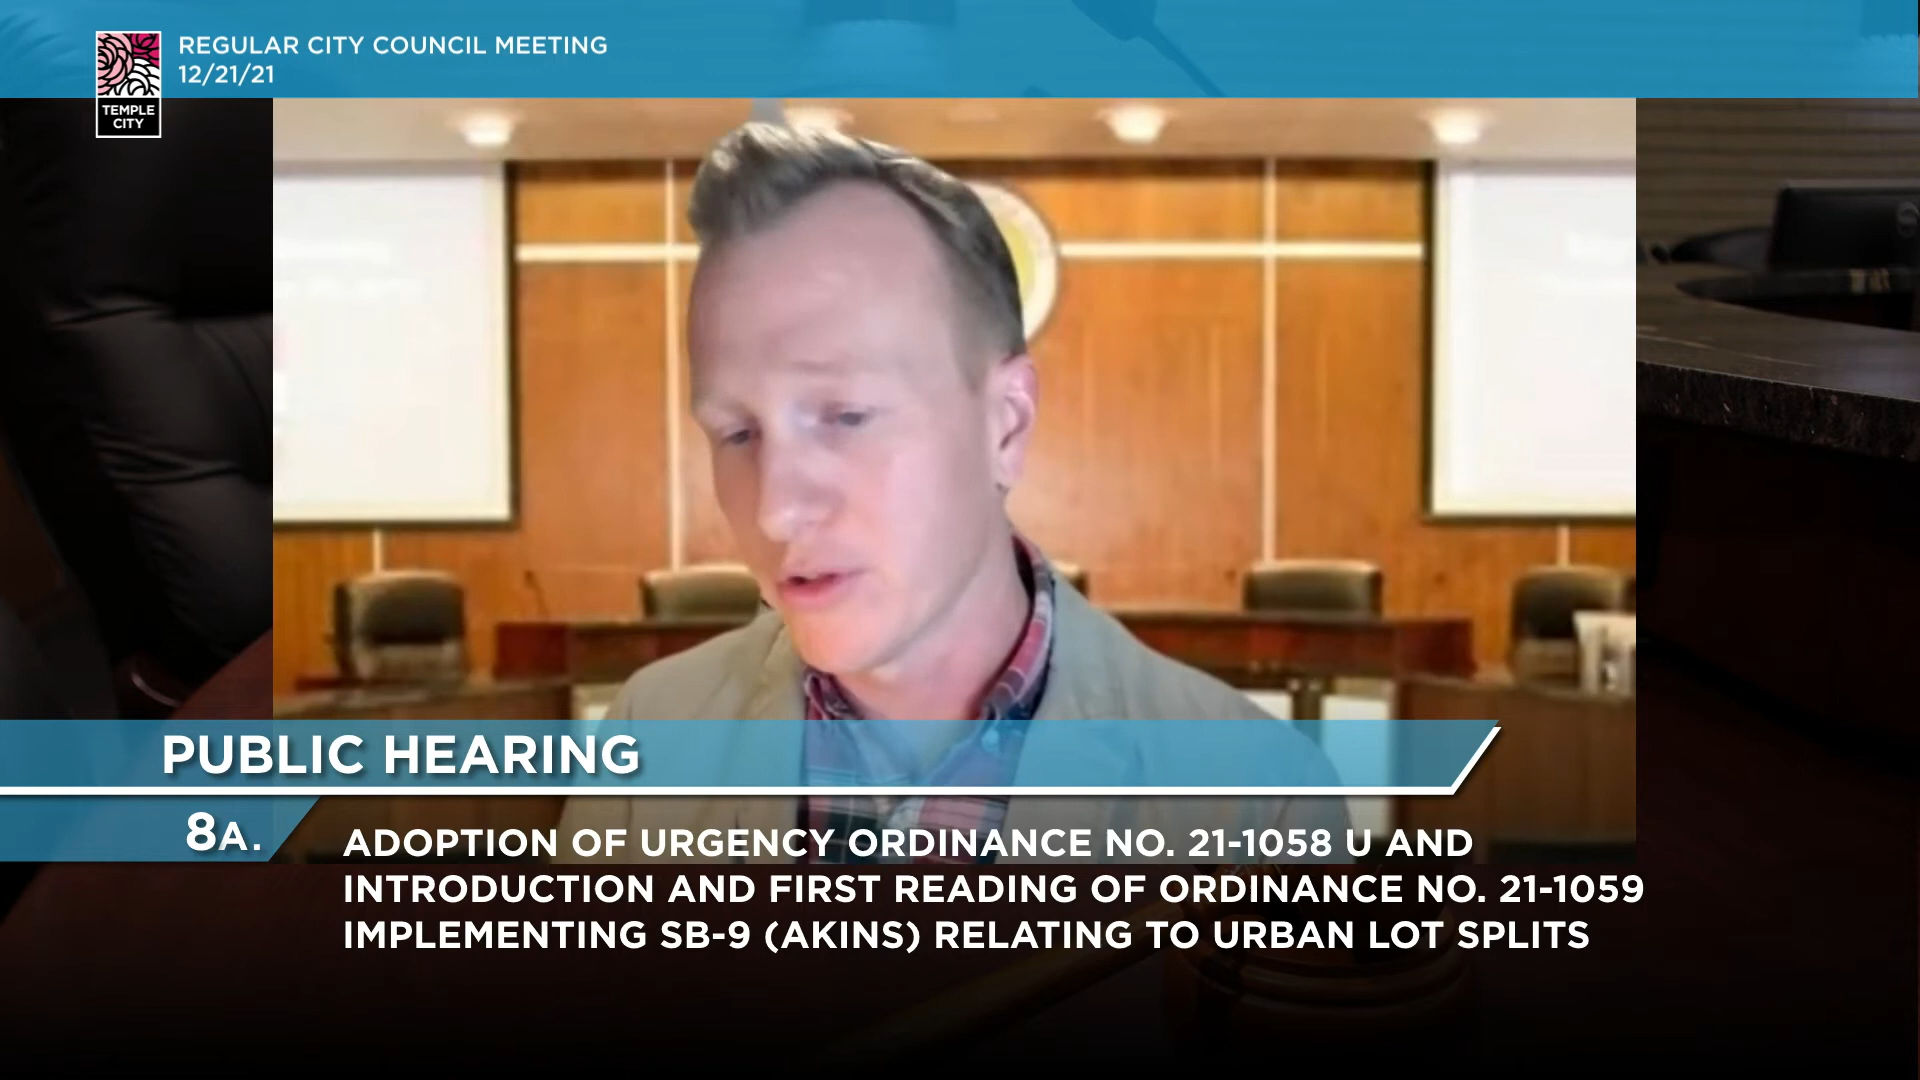 REGULAR CITY COUNCIL MEETING
12/21/21
TEMPLE
CITY
PUBLIC HEARING
8A.
ADOPTION OF URGENCY ORDINANCE NO. 21-1058 U AND
INTRODUCTION AND FIRST READING OF ORDINANCE NO. 21-1059
IMPLEMENTING SB-9 (AKINS) RELATING TO URBAN LOT SPLITS